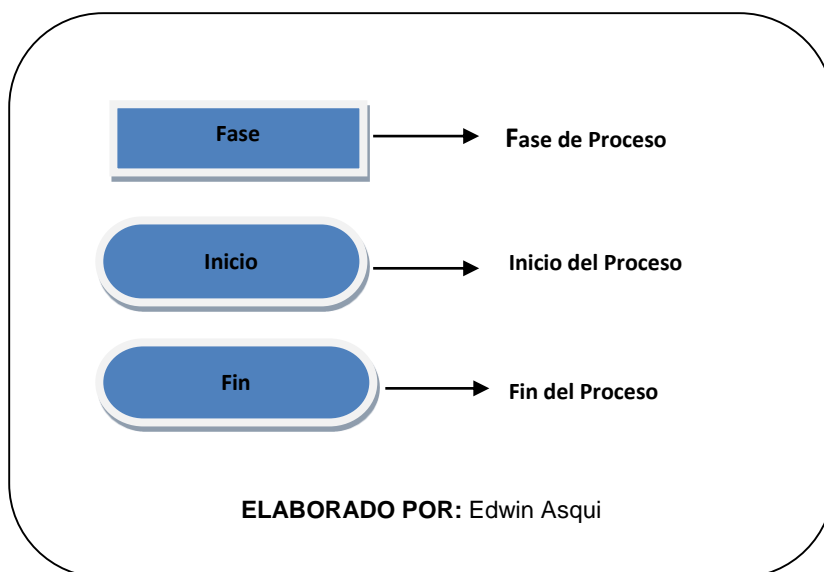 Fase
Fase de Proceso
Inicio
Inicio del Proceso
Fin
Fin del Proceso
ELABORADO POR: Edwin Asqui